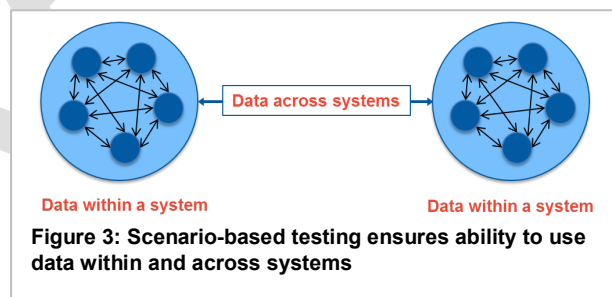 Data across systems
Data within a system
Data within a system
Figure 3: Scenario-based testing ensures ability to use
data within and across systems